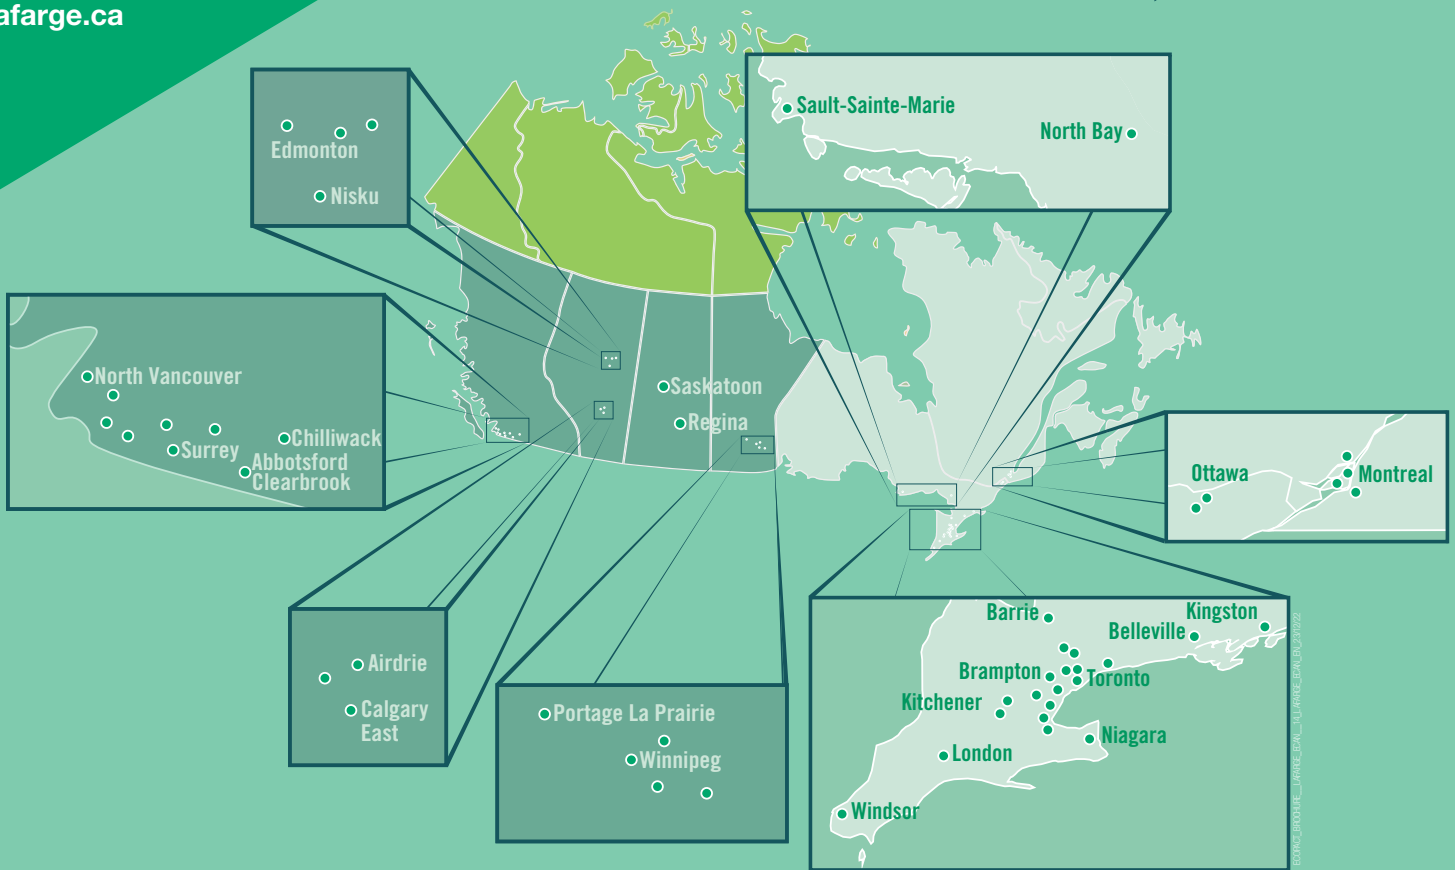 afarge.ca
Edmonton
Nisku
Sault-Sainte-Marie
North Bay
North Vancouver
Surrey
Chilliwack
Abbotsford
Clearbrook
Saskatoon
Regina
Ottawa
Montreal
Airdrie
Calgary
East
Portage La Prairie
Winnipeg
Barrie
Kingston
Belleville
Brampton
Toronto
Kitchener
Niagara
London
Windsor